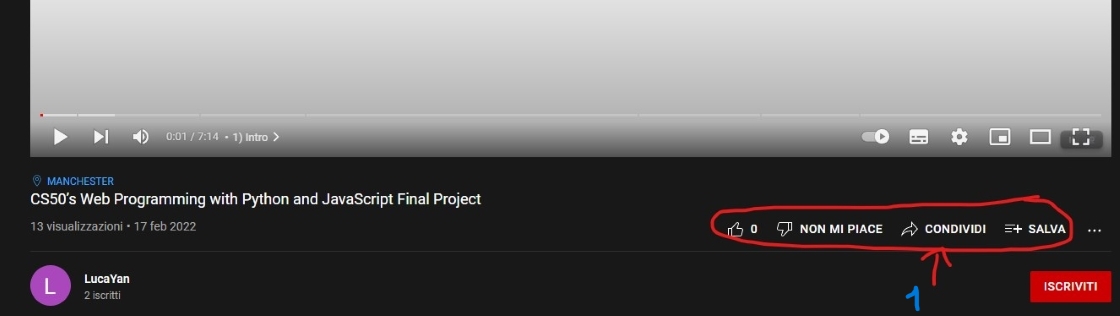 0:01 / 7:14 • 1) Intro
MANCHESTER
CS50's Web Programming with Python and JavaScript Final Project
13 visualizzazioni • 17 feb 2022
0 NON MI PIACE CONDIVIDI SALVA
1
L
LucaYan
2 iscritti
ISCRIVITI